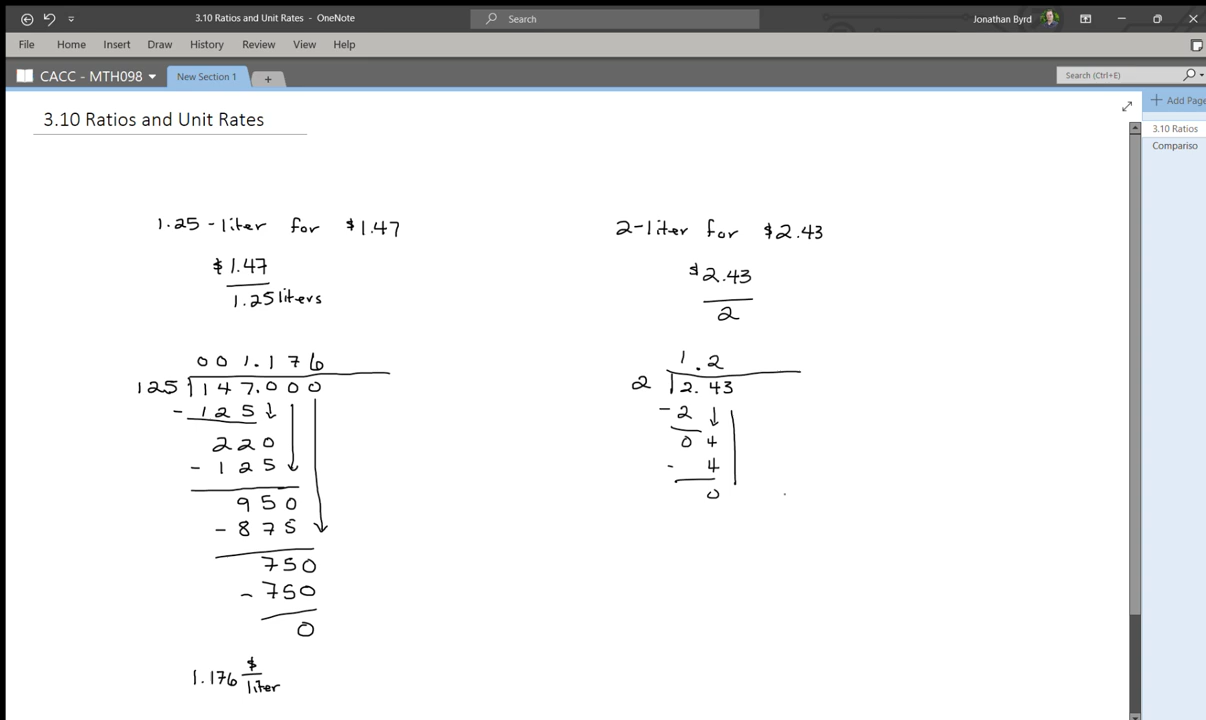 3.10 Ratios and Unit Rates - OneNote
Search
Jonathan Byrd
File Home Insert Draw History Review View Help
CACC - MTH098
New Section 1
+
Search (Ctrl+E)
+ Add Page
3.10 Ratios and Unit Rates
3.10 Ratios
Compariso
1.25-liter for $1.47
$1.47
1.25 liters
001.176
125 147.000
- 125
220
- 125
950
- 875
750
- 750
0
1.176 $
liter
2-liter for $2.43
$2.43
2
1.2
2 2.43
- 2
04
- 4
0